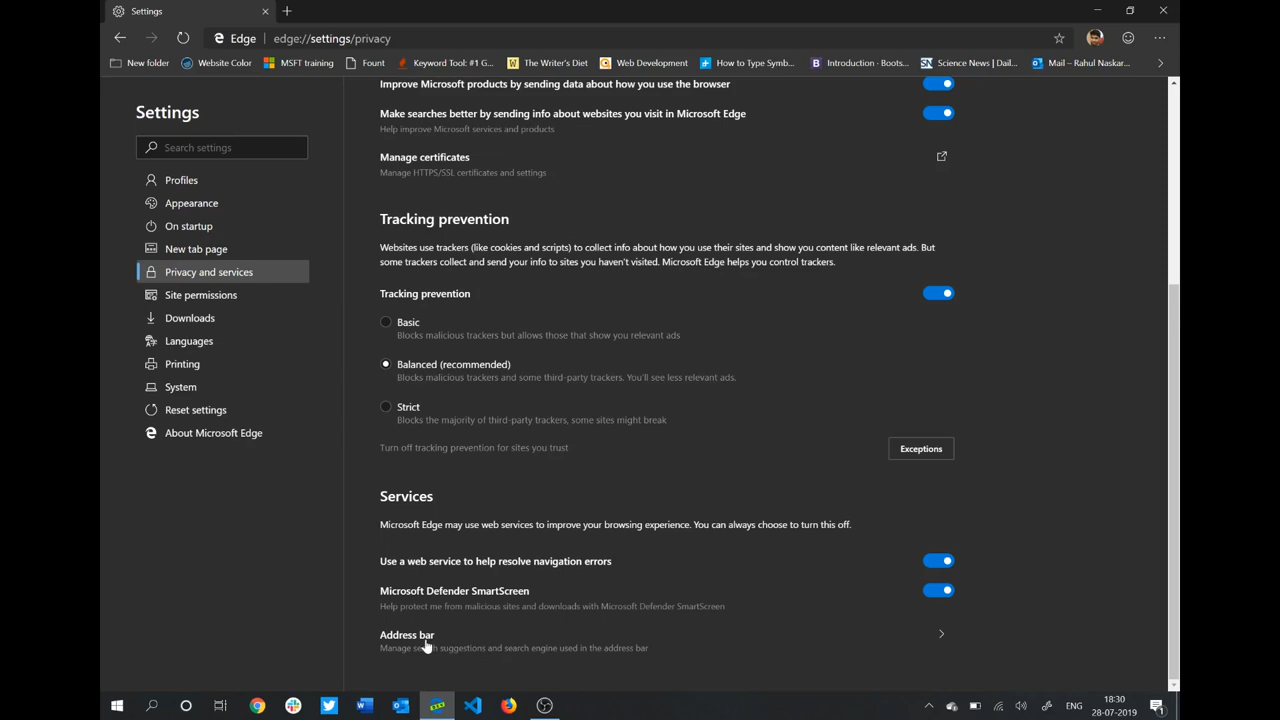 Settings
Edge
edge://settings/privacy
New folder
Website Color
MSFT training
Fount
Keyword Tool: #1 G...
The Writer's Diet
Web Development
How to Type Symb...
Introduction · Boots...
Science News | Dail...
Mail – Rahul Naskar...
Settings
Search settings
Profiles
Appearance
On startup
New tab page
Privacy and services
Site permissions
Downloads
Languages
Printing
System
Reset settings
About Microsoft Edge
Improve Microsoft products by sending data about how you use the browser
Make searches better by sending info about websites you visit in Microsoft Edge
Help improve Microsoft services and products
Manage certificates
Manage HTTPS/SSL certificates and settings
Tracking prevention
Websites use trackers (like cookies and scripts) to collect info about how you use their sites and show you content like relevant ads. But
some trackers collect and send your info to sites you haven't visited. Microsoft Edge helps you control trackers.
Tracking prevention
Basic
Blocks malicious trackers but allows those that show you relevant ads
Balanced (recommended)
Blocks malicious trackers and some third-party trackers. You'll see less relevant ads.
Strict
Blocks the majority of third-party trackers, some sites might break
Turn off tracking prevention for sites you trust
Exceptions
Services
Microsoft Edge may use web services to improve your browsing experience. You can always choose to turn this off.
Use a web service to help resolve navigation errors
Microsoft Defender SmartScreen
Help protect me from malicious sites and downloads with Microsoft Defender SmartScreen
Address bar
Manage search suggestions and search engine used in the address bar
ENG
18:30
28-07-2019
1